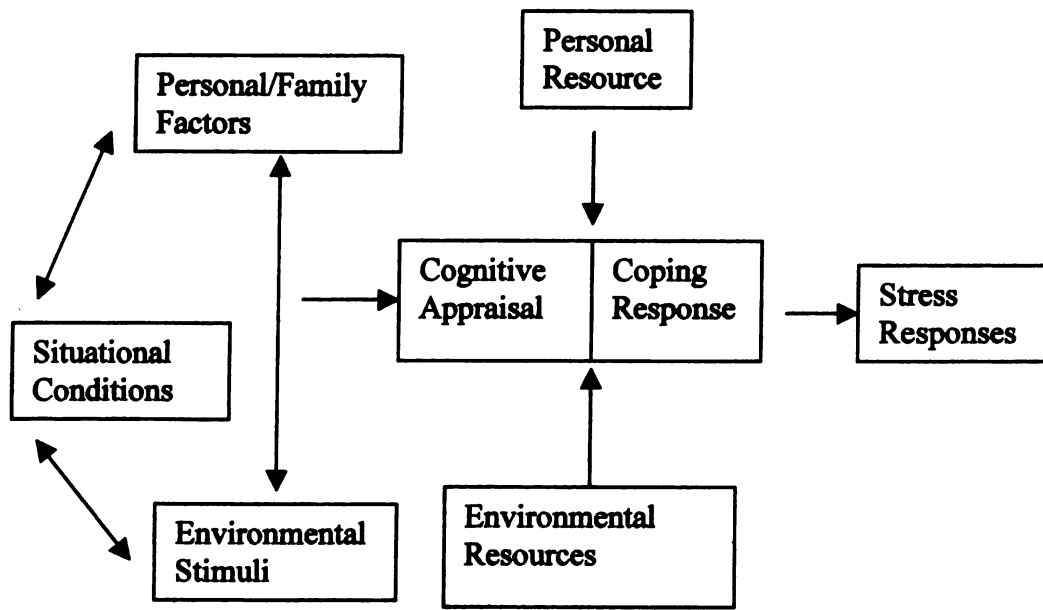 Personal
Resource
Personal/Family
Factors
Cognitive
Appraisal
Coping
Response
Stress
Responses
Situational
Conditions
Environmental
Stimuli
Environmental
Resources